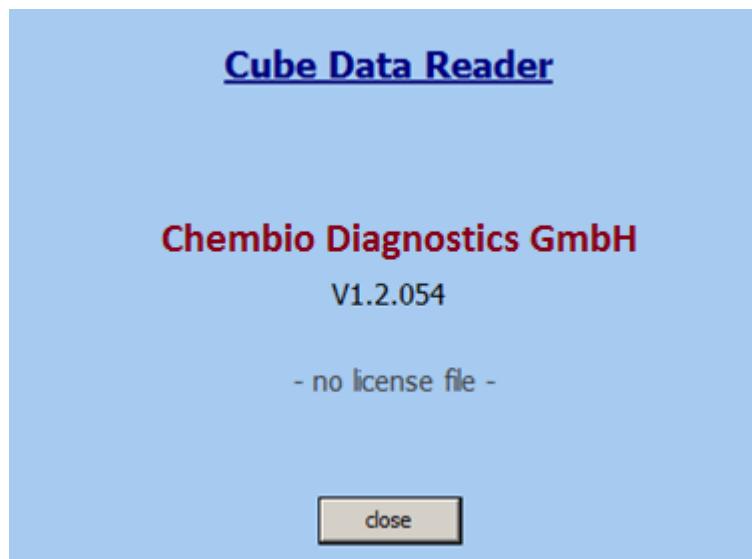 Cube Data Reader
Chembio Diagnostics GmbH
V1.2.054
- no license file -
close